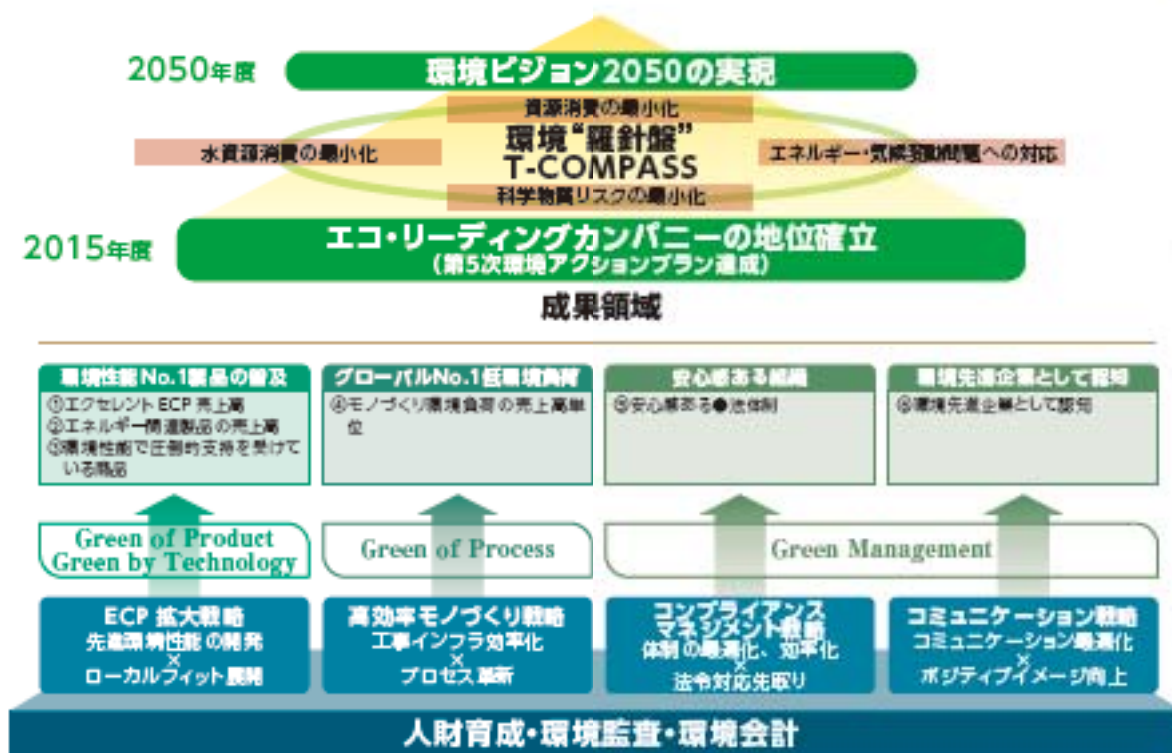 2050年度
環境ビジョン2050の実現
資源消費の最小化
環境“羅針盤”
T-COMPASS
水資源消費の最小化
エネルギー・気候変動問題への対応
科学物質リスクの最小化
2015年度
エコ・リーディングカンパニーの地位確立
(第5次環境アクションプラン達成)
成果領域
環境性能No.1製品の普及
①エクセレントECP売上高
②エネルギー関連製品の売上高
③環境性能で圧倒的支持を受けて
いる商品
グローバルNo.1低環境負荷
④モノづくり環境負荷の売上高単
位
安心感ある組織
⑤安心感ある●法体制
環境先進企業として認知
⑥環境先進企業として認知
Green of Product
Green by Technology
Green of Process
Green Management
ECP拡大戦略
先進環境性能の開発
×
ローカルフィット展開
高効率モノづくり戦略
工事インフラ効率化
×
プロセス革新
コンプライアンス
マネジメント戦略
体制の最適化、効率化
×
法令対応先取り
コミュニケーション戦略
コミュニケーション最適化
×
ポジティブイメージ向上
人財育成・環境監査・環境会計